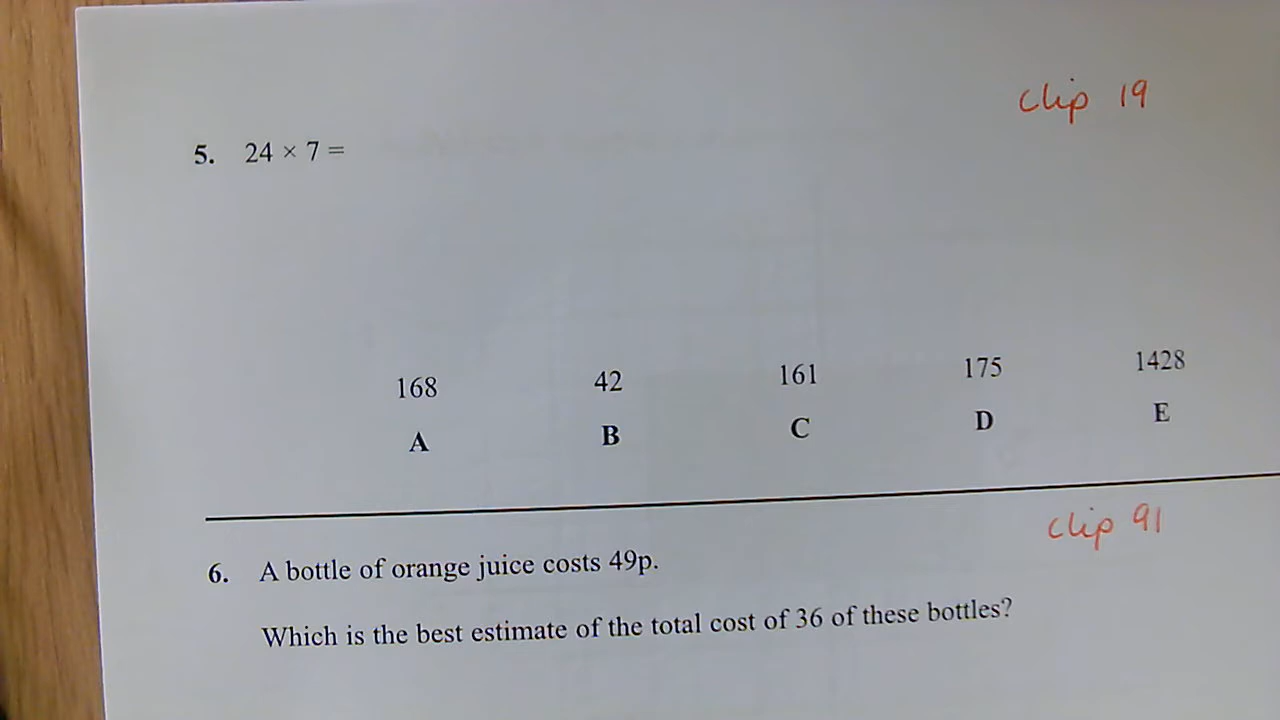 clip 19
5. 24 × 7 =
168 42 161 175 1428
A B C D E
clip 91
6. A bottle of orange juice costs 49p.
Which is the best estimate of the total cost of 36 of these bottles?